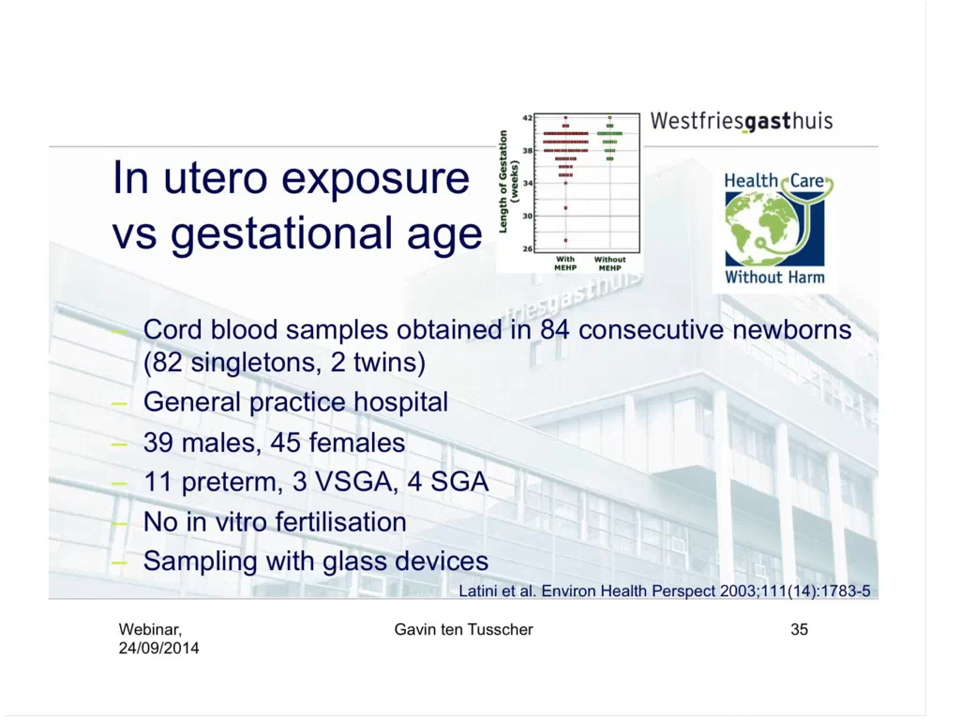 42
38
34
30
26
Length of Gestation
(weeks)
With
MEHP
Without
MEHP
Westfriesgasthuis
In utero exposure
vs gestational age
Health Care
Without Harm
friesgasthuis
– Cord blood samples obtained in 84 consecutive newborns
(82 singletons, 2 twins)
– General practice hospital
– 39 males, 45 females
– 11 preterm, 3 VSGA, 4 SGA
– No in vitro fertilisation
– Sampling with glass devices
Latini et al. Environ Health Perspect 2003;111(14):1783-5
Webinar,
24/09/2014
Gavin ten Tusscher
35